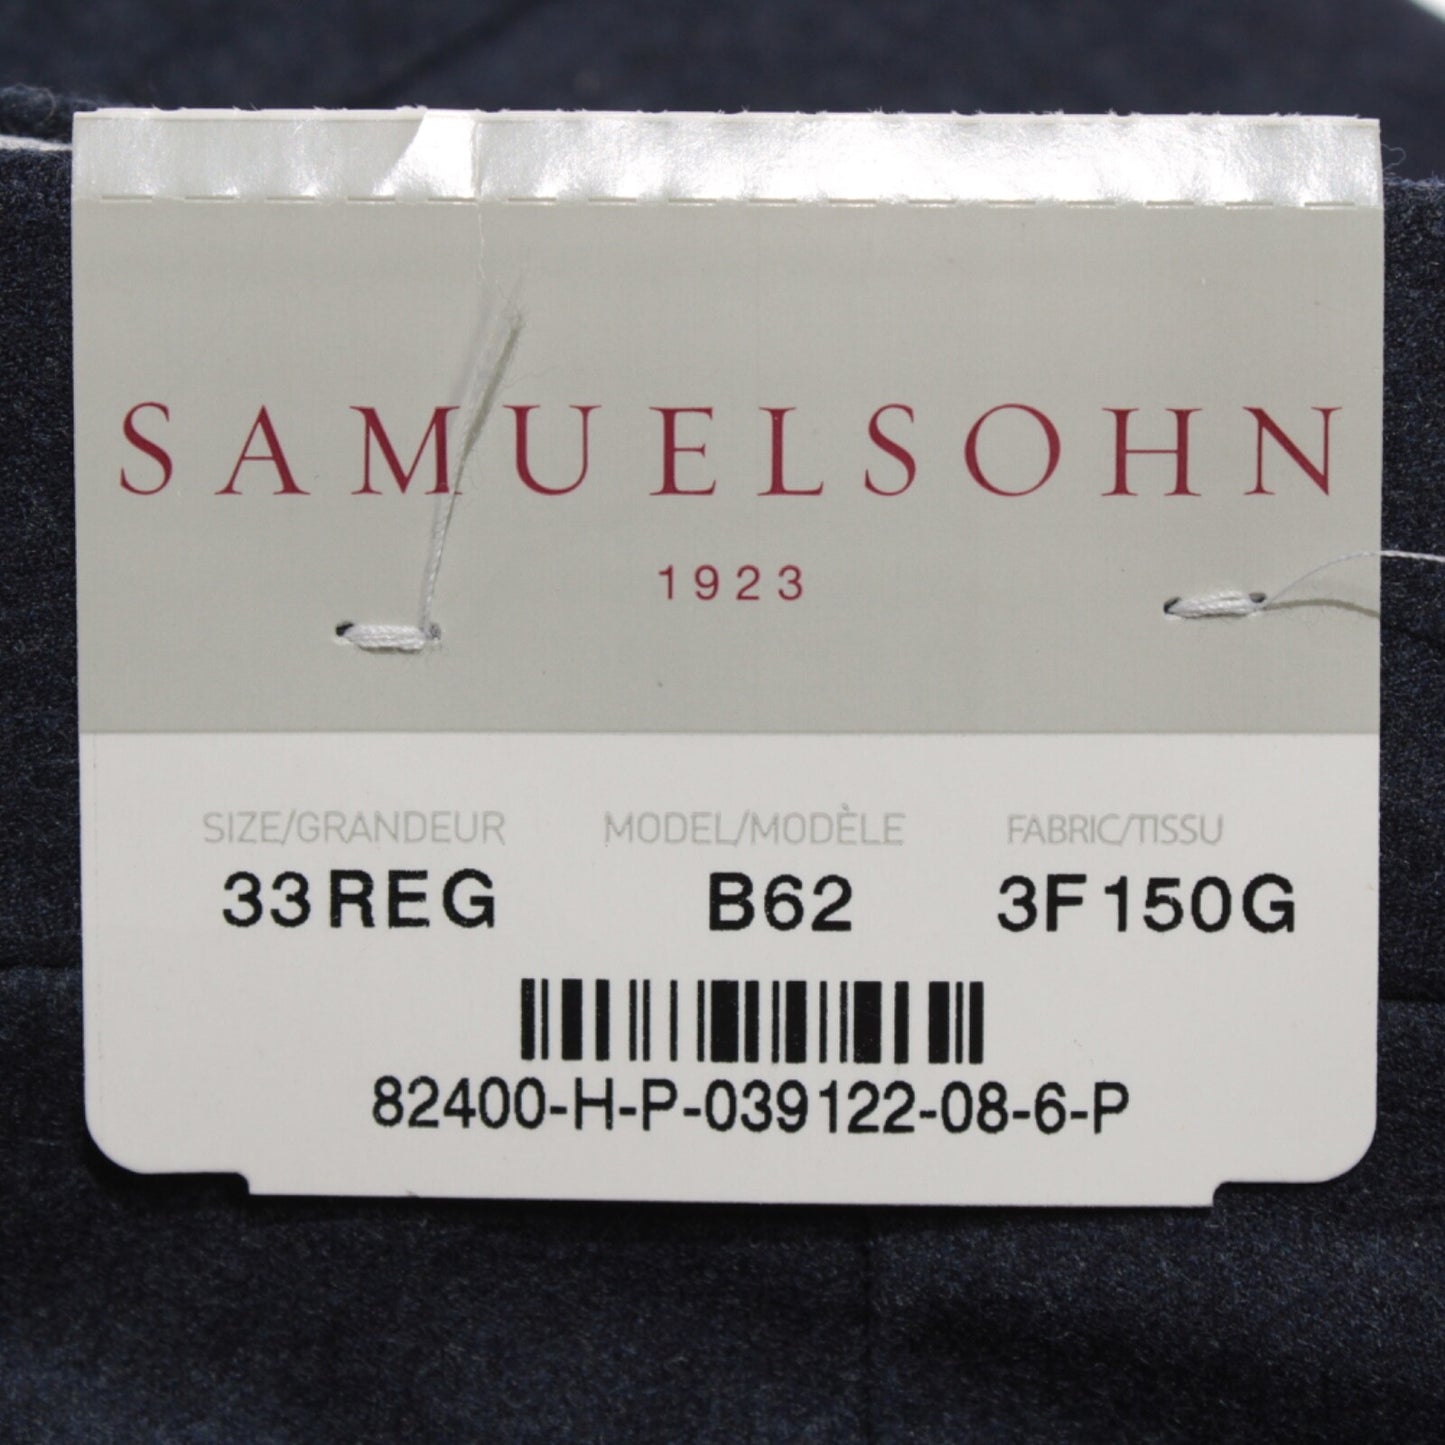 SAMUELSOHN
1923
SIZE/GRANDEUR MODEL/MODÈLE FABRIC/TISSU
33REG B62 3F150G
82400-H-P-039122-08-6-P